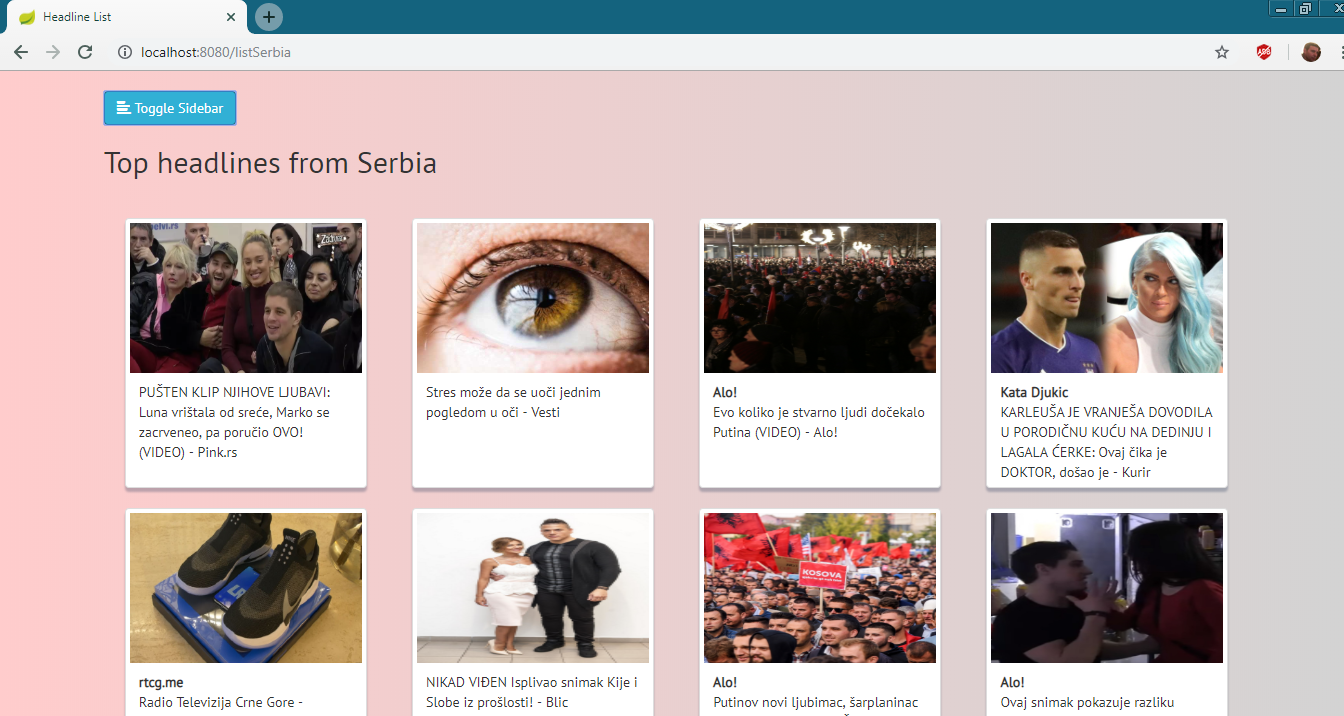 Headline List
localhost:8080/listSerbia
ABP
Toggle Sidebar
Top headlines from Serbia
Zadruga
PUŠTEN KLIP NJIHOVE LJUBAVI:
Luna vrištala od sreće, Marko se
zacrveneo, pa poručio OVO!
(VIDEO) - Pink.rs
Stres može da se uoči jednim
pogledom u oči - Vesti
Alo!
Evo koliko je stvarno ljudi dočekalo
Putina (VIDEO) - Alo!
Kata Djukic
KARLEUŠA JE VRANJEŠA DOVODILA
U PORODIČNU KUĆU NA DEDINJU I
LAGALA ĆERKE: Ovaj čika je
DOKTOR, došao je - Kurir
rtcg.me
Radio Televizija Crne Gore -
NIKAD VIĐEN Isplivao snimak Kije i
Slobe iz prošlosti! - Blic
KOSOVA
Alo!
Putinov novi ljubimac, šarplaninac
Alo!
Ovaj snimak pokazuje razliku